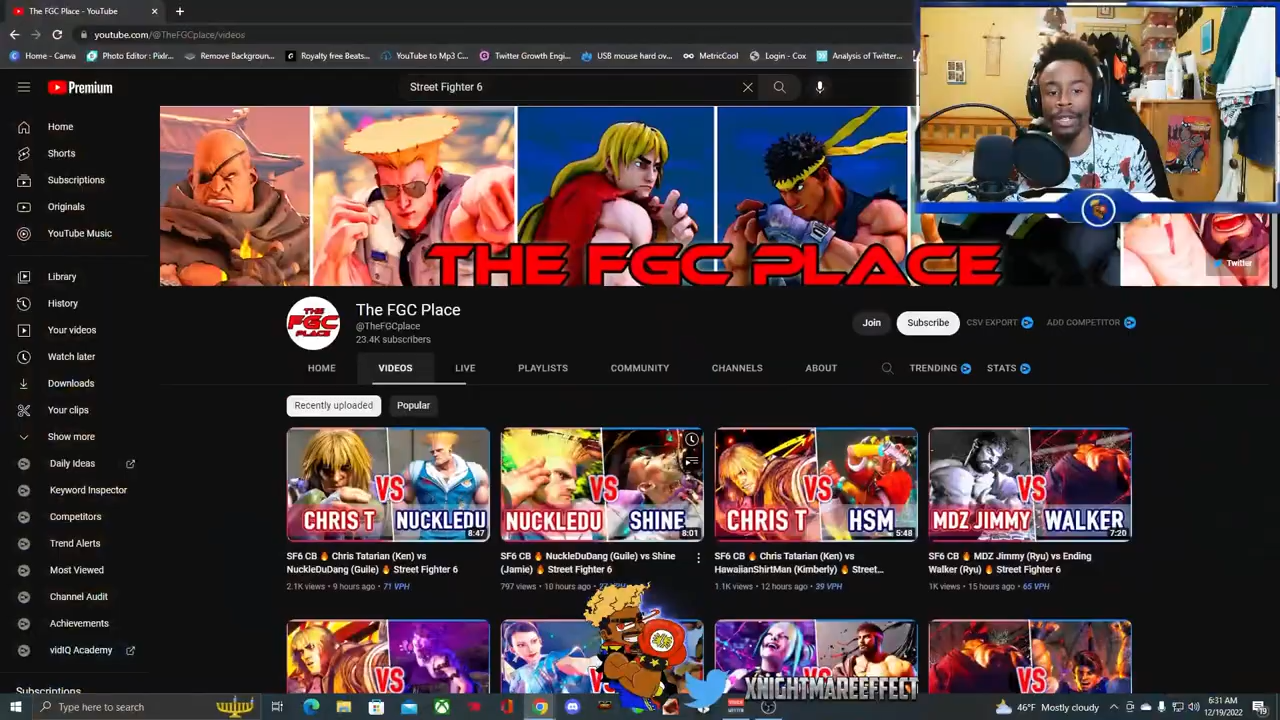 The FGC Place - YouTube
youtube.com/@TheFGCplace/videos
Home - Canva
Photo Editor : Pixlr...
Remove Backgroun...
Royalty free Beats...
YouTube to Mp3 C...
Twitter Growth Engi...
USB mouse hard ov...
MetricCool
Login - Cox
Analysis of Twitter...
Premium
Street Fighter 6
Home
Shorts
Subscriptions
Originals
YouTube Music
Library
History
Your videos
Watch later
Downloads
Your clips
Show more
Daily Ideas
Keyword Inspector
Competitors
Trend Alerts
Most Viewed
Channel Audit
Achievements
vidIQ Academy
Subscriptions
THE FGC PLACE
Twitter
THE FGC PLACE
The FGC Place
@TheFGCplace
23.4K subscribers
Join
Subscribe
CSV EXPORT
ADD COMPETITOR
HOME
VIDEOS
LIVE
PLAYLISTS
COMMUNITY
CHANNELS
ABOUT
TRENDING
STATS
Recently uploaded
Popular
CHRIS T VS NUCKLEDU
8:47
NUCKLEDU VS SHINE
8:01
CHRIS T VS HSM
5:48
MDZ JIMMY VS WALKER
7:20
SF6 CB 🔥 Chris Tatarian (Ken) vs
NuckleDuDang (Guile) 🔥 Street Fighter 6
2.1K views • 9 hours ago • 71 VPH
SF6 CB 🔥 NuckleDuDang (Guile) vs Shine
(Jamie) 🔥 Street Fighter 6
797 views • 10 hours ago
SF6 CB 🔥 Chris Tatarian (Ken) vs
HawaiianShirtMan (Kimberly) 🔥 Street...
1.1K views • 12 hours ago • 39 VPH
SF6 CB 🔥 MDZ Jimmy (Ryu) vs Ending
Walker (Ryu) 🔥 Street Fighter 6
1K views • 15 hours ago • 65 VPH
VS
VS
VS
XNIGHTMAREEFFECT
Type here to search
46°F Mostly cloudy
6:31 AM
12/19/2022